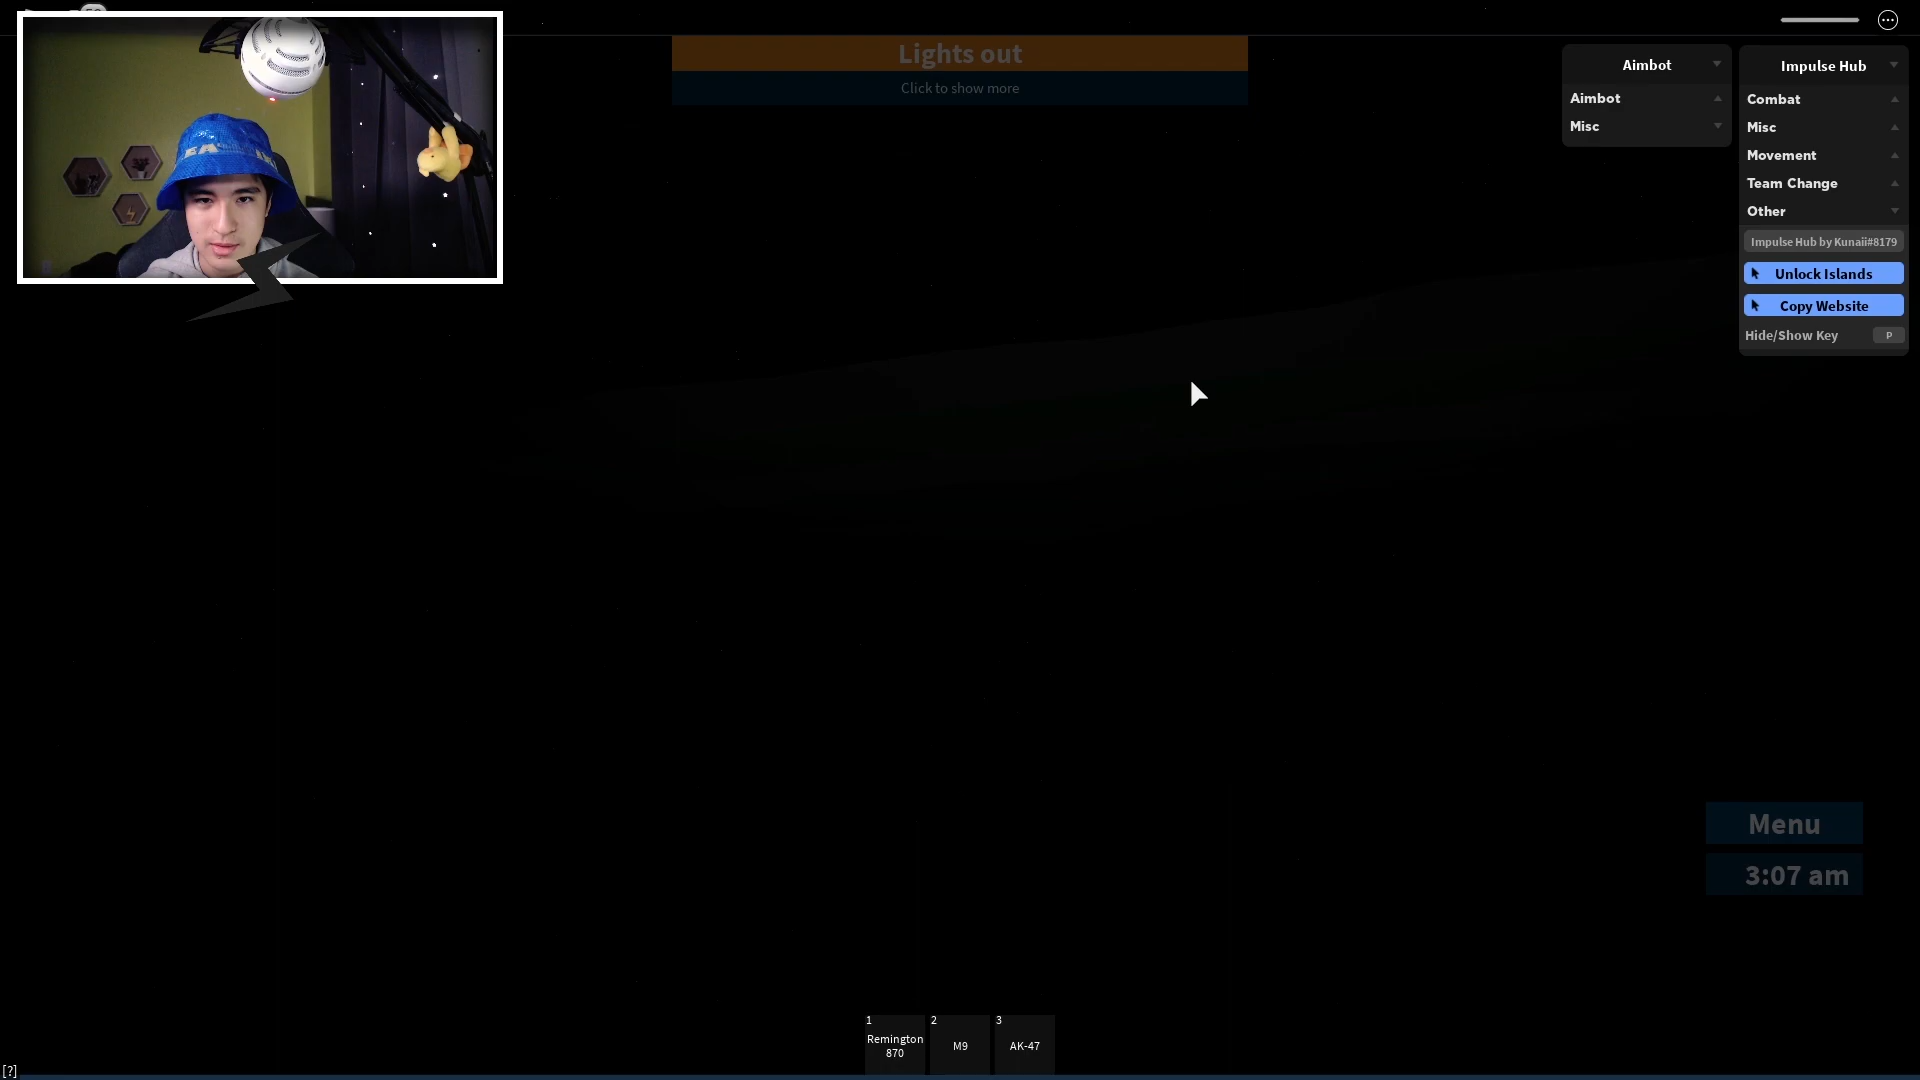 Lights out
Click to show more
Aimbot
Aimbot
Misc
Impulse Hub
Combat
Misc
Movement
Team Change
Other
Impulse Hub by Kunaii#8179
Unlock Islands
Copy Website
Hide/Show Key
P
Menu
3:07 am
1
Remington
870
2
M9
3
AK-47
[?]